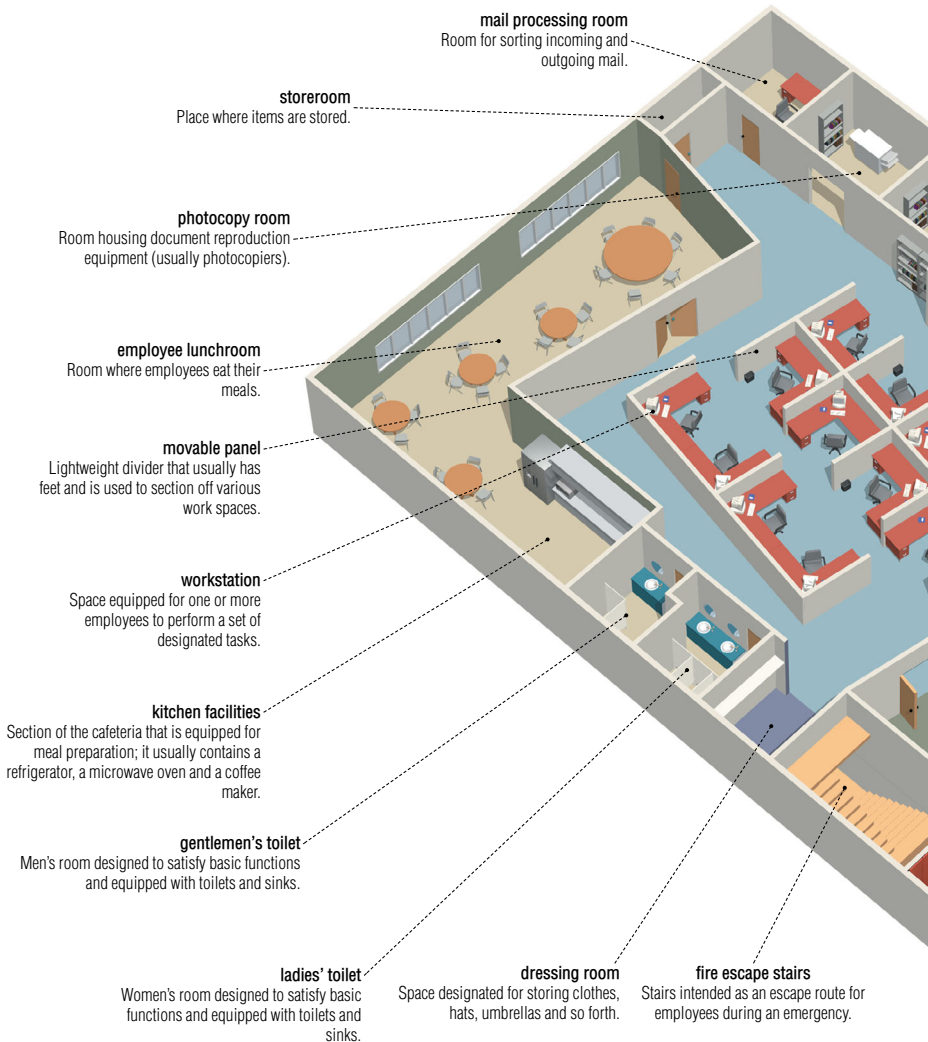 mail processing room
Room for sorting incoming and
outgoing mail.
storeroom
Place where items are stored.
photocopy room
Room housing document reproduction
equipment (usually photocopiers).
employee lunchroom
Room where employees eat their
meals.
movable panel
Lightweight divider that usually has
feet and is used to section off various
work spaces.
workstation
Space equipped for one or more
employees to perform a set of
designated tasks.
kitchen facilities
Section of the cafeteria that is equipped for
meal preparation; it usually contains a
refrigerator, a microwave oven and a coffee
maker.
gentlemen’s toilet
Men’s room designed to satisfy basic functions
and equipped with toilets and sinks.
ladies’ toilet
Women’s room designed to satisfy basic
functions and equipped with toilets and
sinks.
dressing room
Space designated for storing clothes,
hats, umbrellas and so forth.
fire escape stairs
Stairs intended as an escape route for
employees during an emergency.